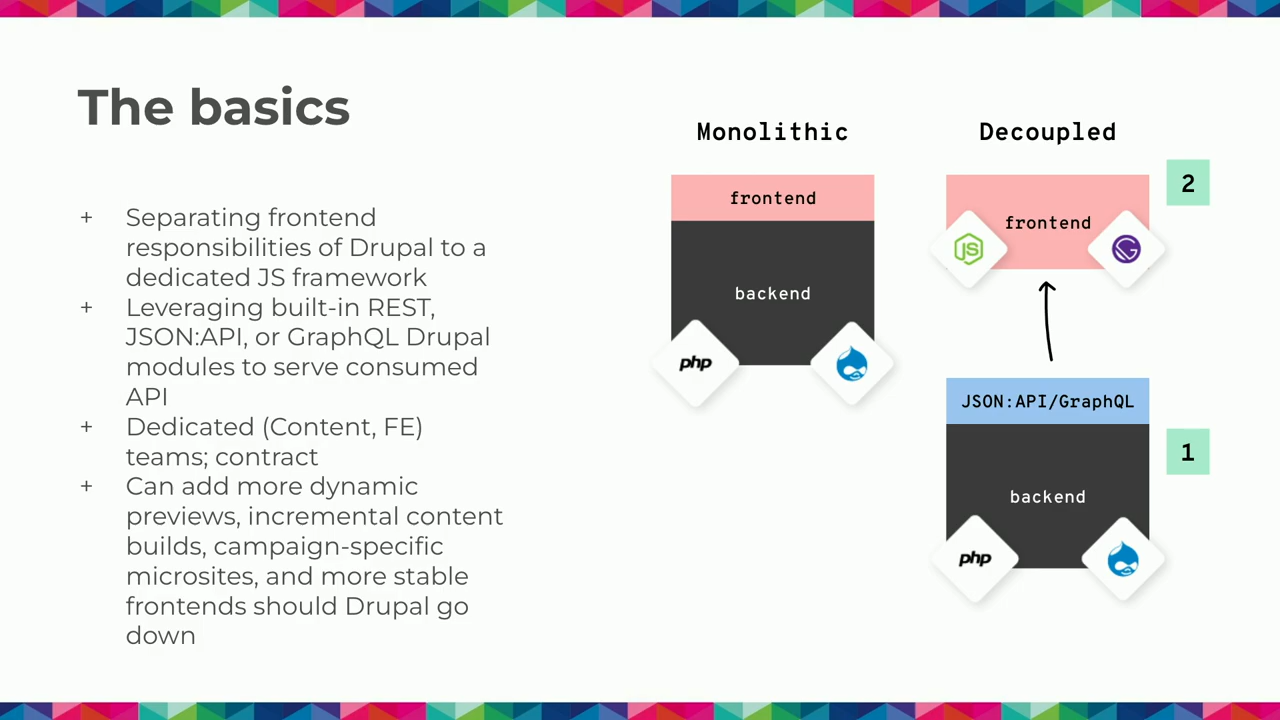 The basics
+ Separating frontend
responsibilities of Drupal to a
dedicated JS framework
+ Leveraging built-in REST,
JSON:API, or GraphQL Drupal
modules to serve consumed
API
+ Dedicated (Content, FE)
teams; contract
+ Can add more dynamic
previews, incremental content
builds, campaign-specific
microsites, and more stable
frontends should Drupal go
down
Monolithic
frontend
backend
php
Decoupled
2
frontend
JS
JSON:API/GraphQL
1
backend
php